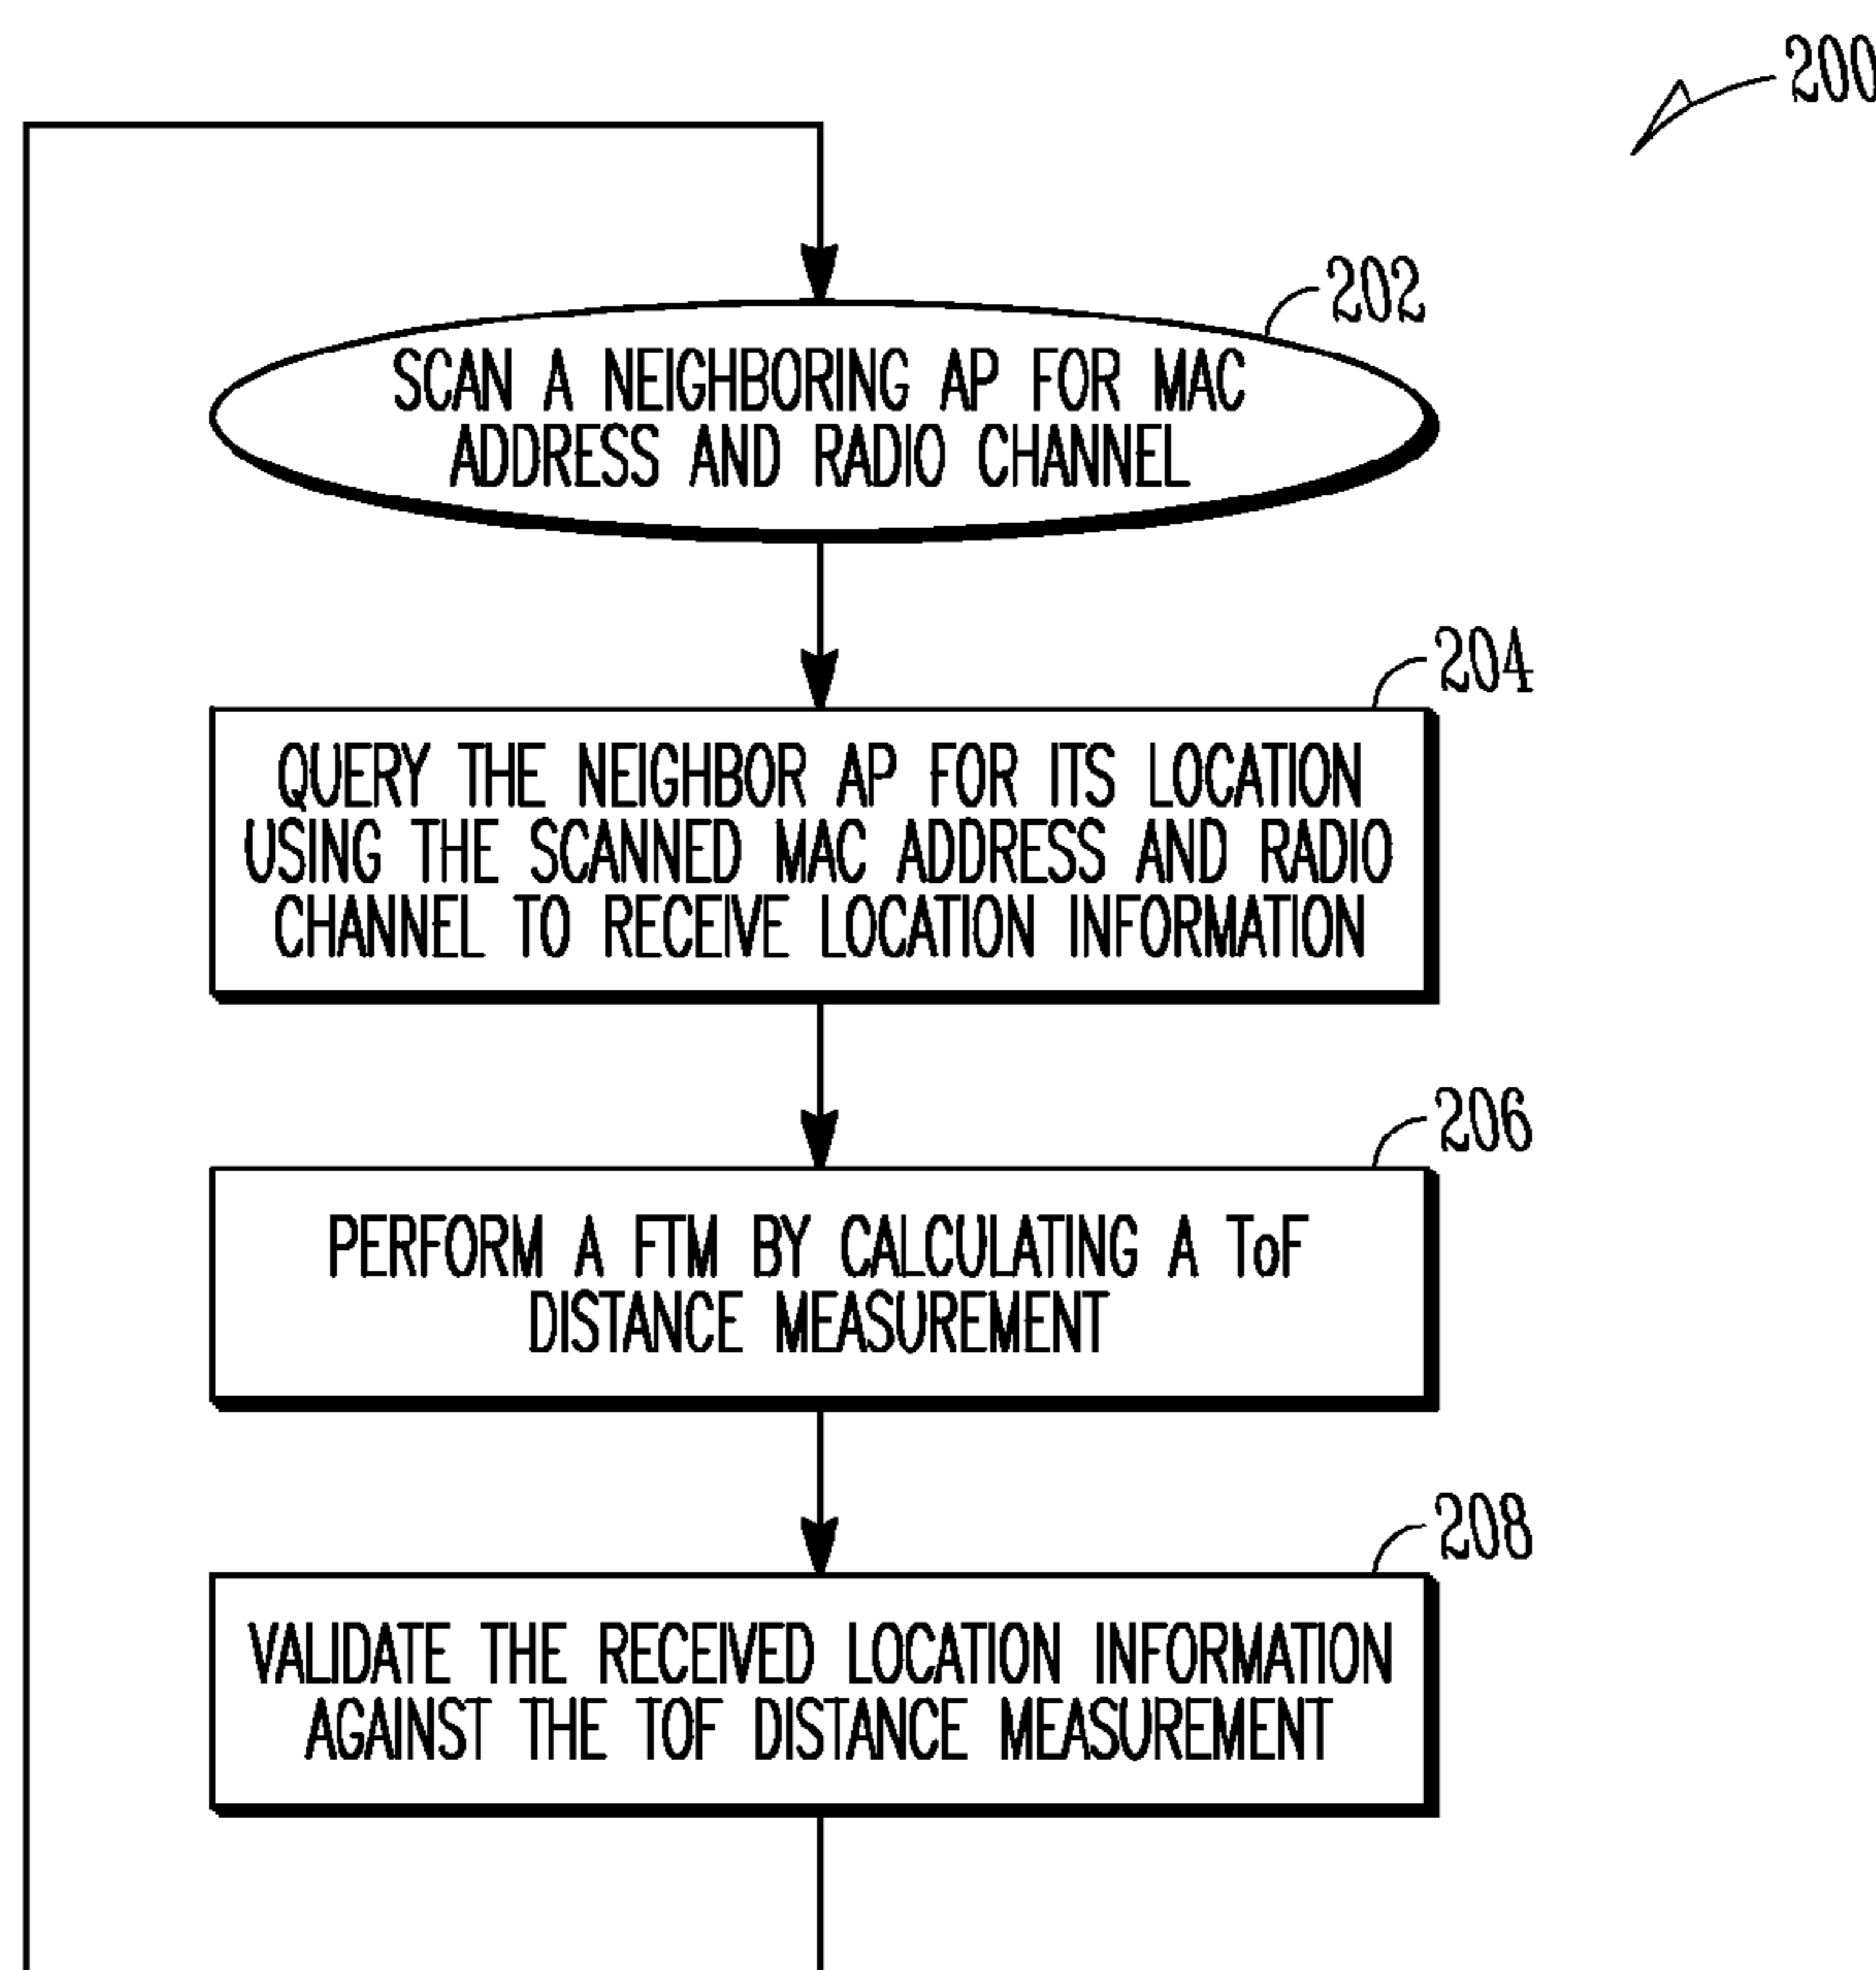 200
202
SCAN A NEIGHBORING AP FOR MAC
ADDRESS AND RADIO CHANNEL
204
QUERY THE NEIGHBOR AP FOR ITS LOCATION
USING THE SCANNED MAC ADDRESS AND RADIO
CHANNEL TO RECEIVE LOCATION INFORMATION
206
PERFORM A FTM BY CALCULATING A ToF
DISTANCE MEASUREMENT
208
VALIDATE THE RECEIVED LOCATION INFORMATION
AGAINST THE TOF DISTANCE MEASUREMENT